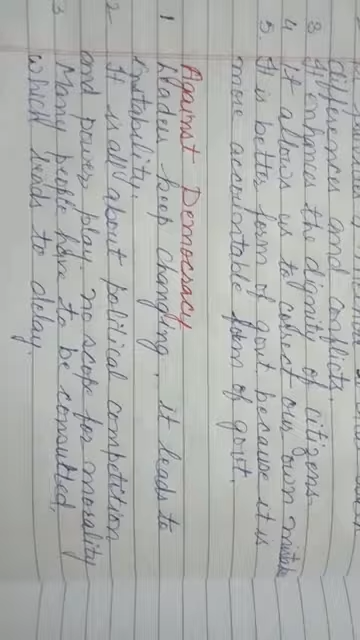 differences and conflicts.
3 It enhances the dignity of citizens
4 It allows us to correct our own mistake
5. It is better form of govt. because it is
more accountable form of govt.
Against Democracy
1 Leaders keep changing, it leads to
instability.
2 It is all about political competition
and power play. no scope for morality
3 Many people have to be consulted,
which leads to delay.